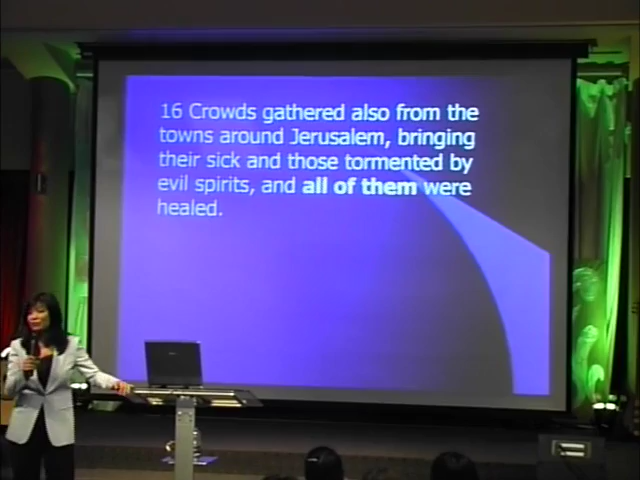 16 Crowds gathered also from the
towns around Jerusalem, bringing
their sick and those tormented by
evil spirits, and all of them were
healed.